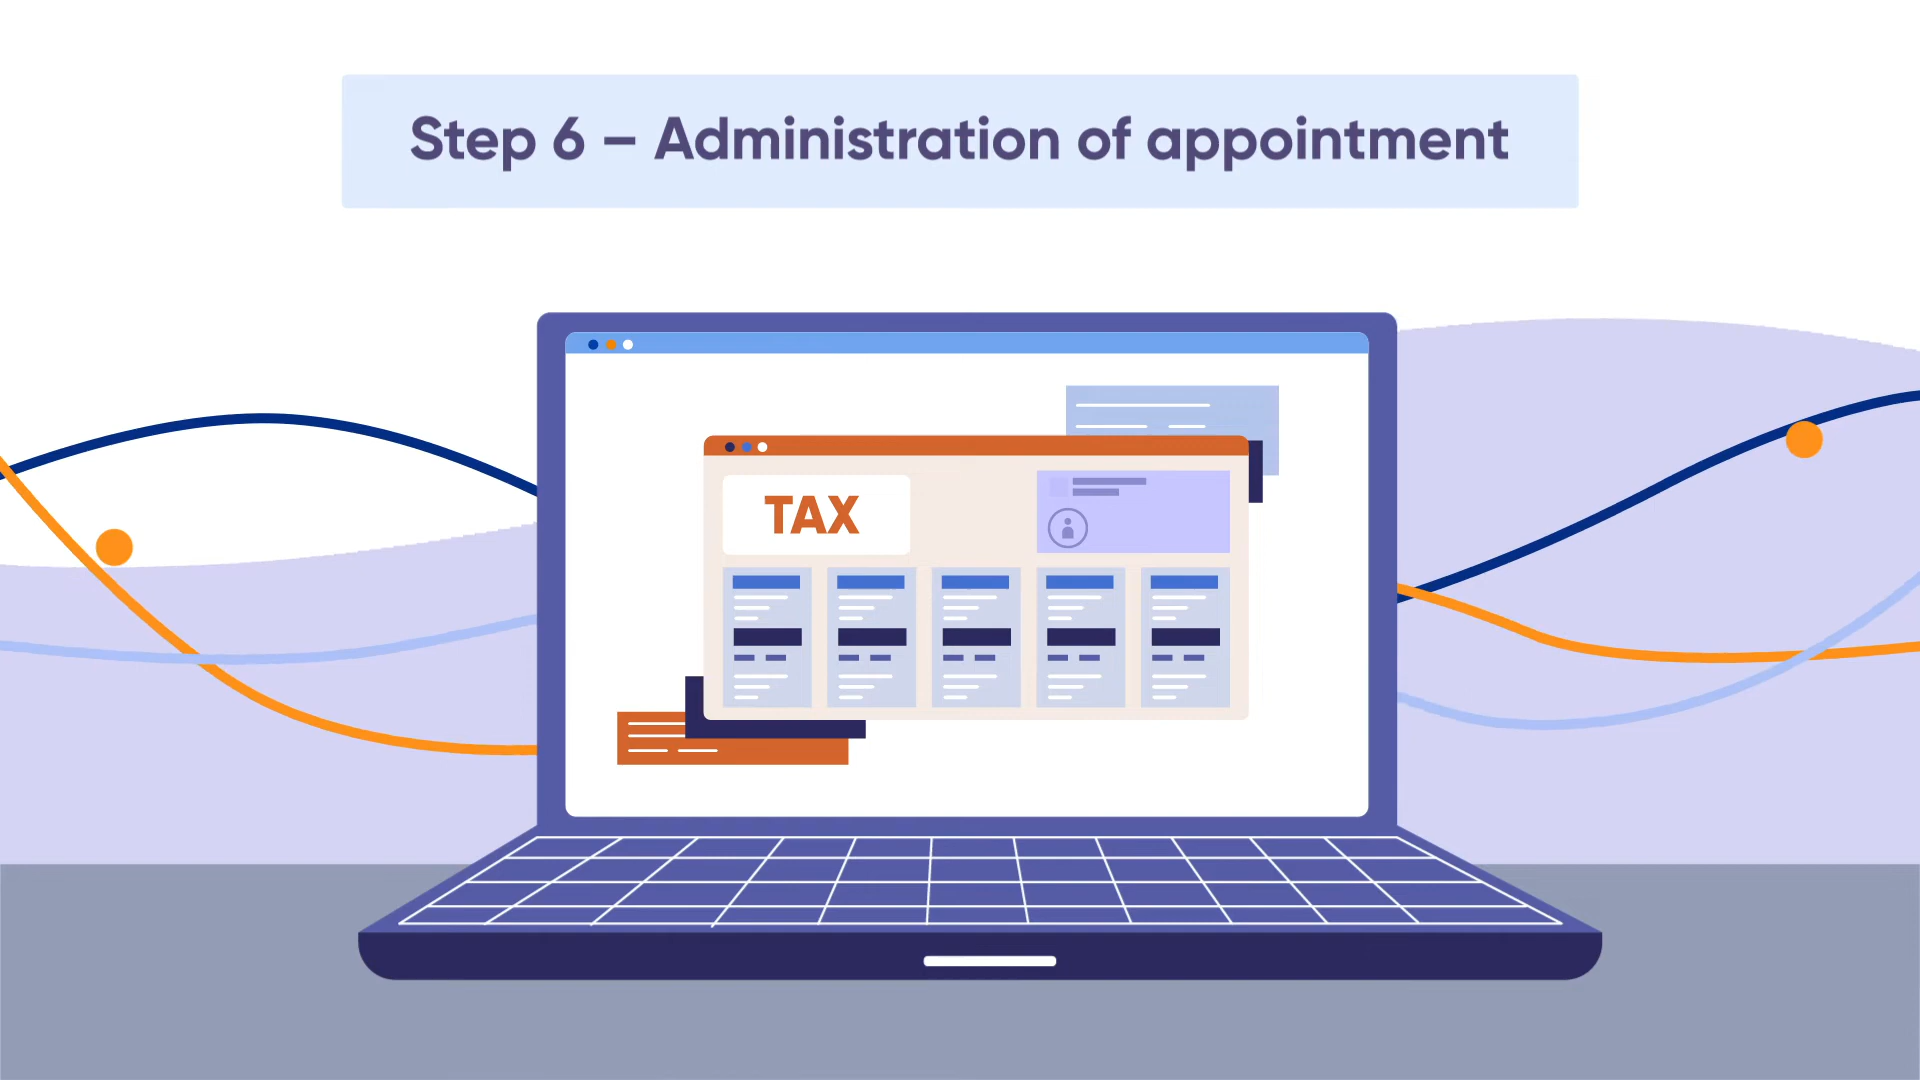 Step 6 – Administration of appointment
TAX